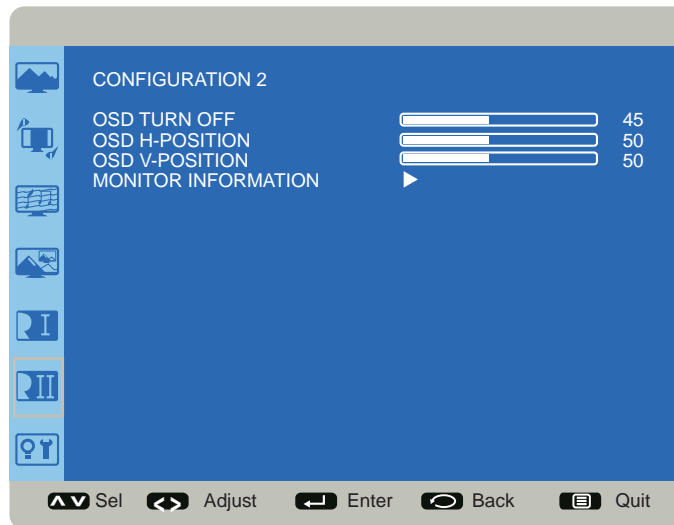 CONFIGURATION 2
OSD TURN OFF 45
OSD H-POSITION 50
OSD V-POSITION 50
MONITOR INFORMATION
I
II
Sel Adjust Enter Back Quit